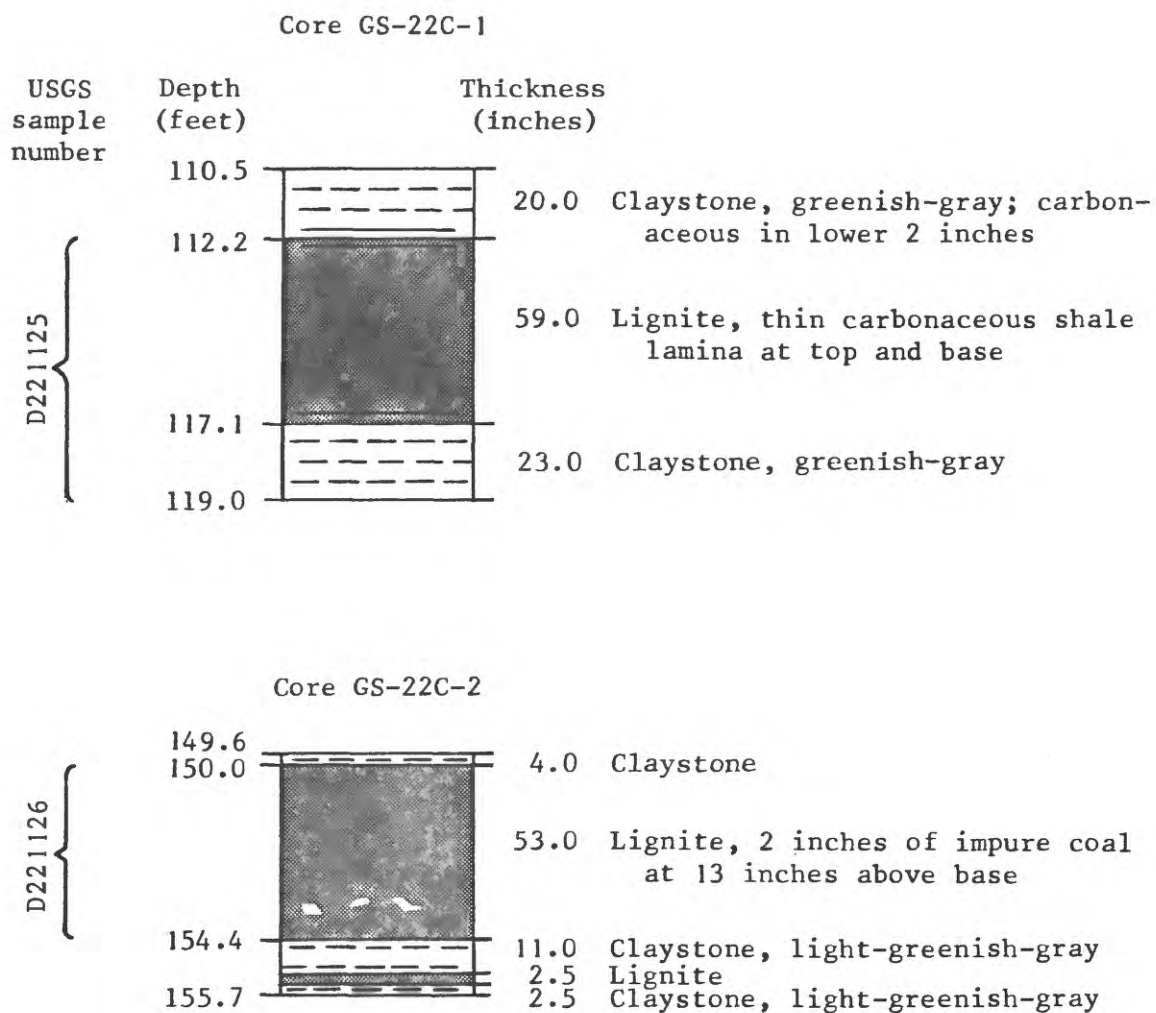 Core GS-22C-1
USGS sample number
Depth (feet)
Thickness (inches)
110.5
20.0 Claystone, greenish-gray; carbon-
aceous in lower 2 inches
112.2
D221125
59.0 Lignite, thin carbonaceous shale
lamina at top and base
117.1
23.0 Claystone, greenish-gray
119.0
Core GS-22C-2
149.6
4.0 Claystone
150.0
D221126
53.0 Lignite, 2 inches of impure coal
at 13 inches above base
154.4
11.0 Claystone, light-greenish-gray
2.5 Lignite
155.7
2.5 Claystone, light-greenish-gray